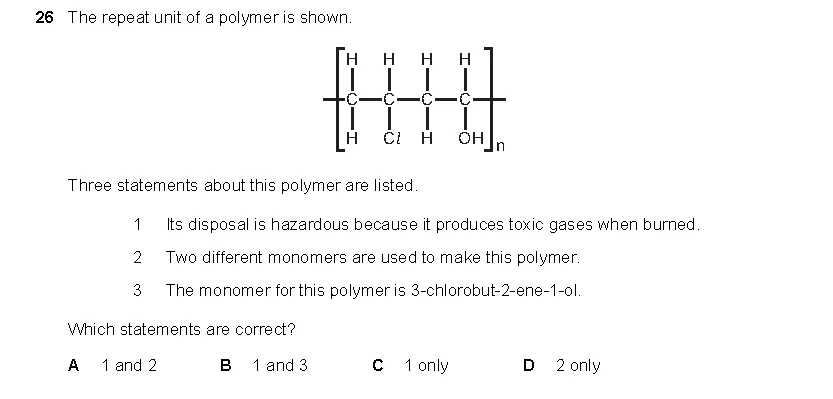 26 The repeat unit of a polymer is shown.
H H H H
C C C C
H Cl H OH n
Three statements about this polymer are listed.
1 Its disposal is hazardous because it produces toxic gases when burned.
2 Two different monomers are used to make this polymer.
3 The monomer for this polymer is 3-chlorobut-2-ene-1-ol.
Which statements are correct?
A 1 and 2 B 1 and 3 C 1 only D 2 only